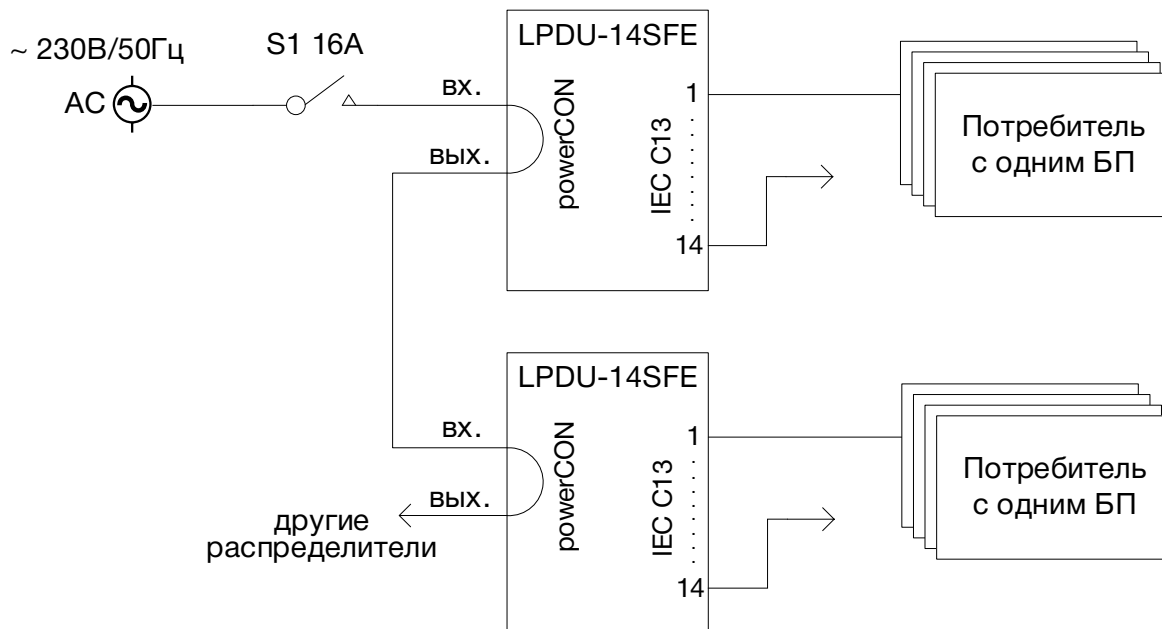 ~ 230В/50Гц
AC
S1 16A
LPDU-14SFE
вх.
вых.
powerCON
IEC C13
1
14
Потребитель
с одним БП
LPDU-14SFE
вх.
вых.
powerCON
IEC C13
1
14
Потребитель
с одним БП
другие
распределители